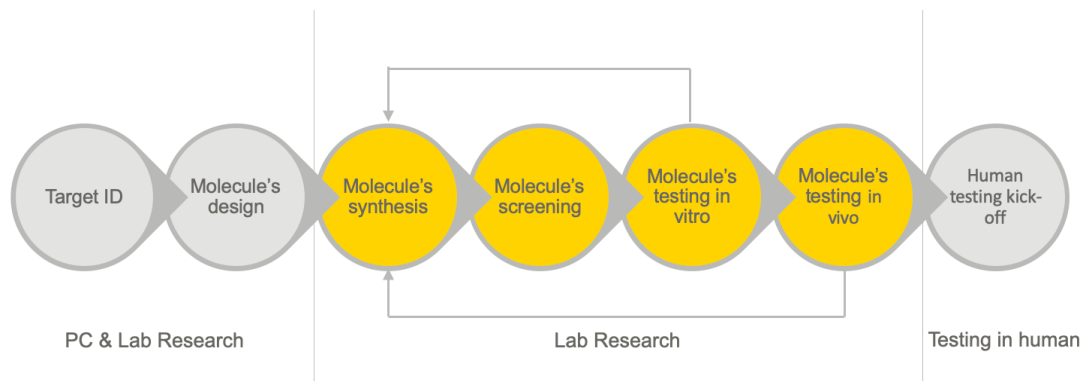 Target ID
Molecule's
design
Molecule's
synthesis
Molecule's
screening
Molecule's
testing in
vitro
Molecule's
testing in
vivo
Human
testing kick-
off
PC & Lab Research
Lab Research
Testing in human